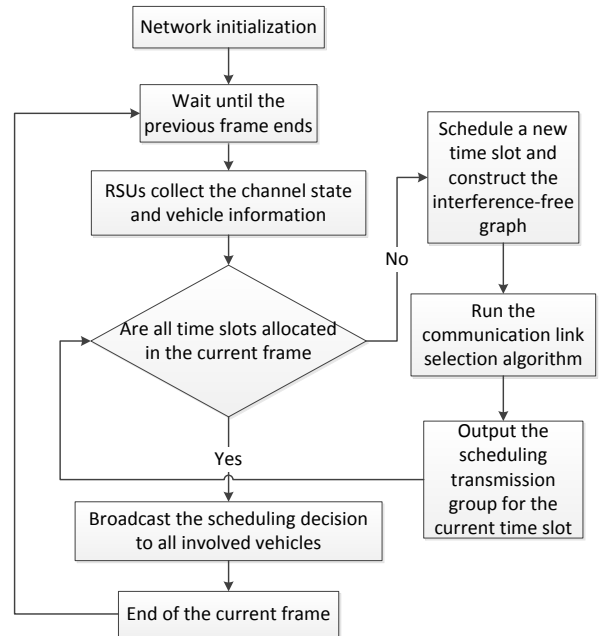 Network initialization
Wait until the
previous frame ends
RSUs collect the channel state
and vehicle information
Are all time slots allocated
in the current frame
No
Schedule a new
time slot and
construct the
interference-free
graph
Run the
communication link
selection algorithm
Output the
scheduling
transmission
group for the
current time slot
Yes
Broadcast the scheduling decision
to all involved vehicles
End of the current frame